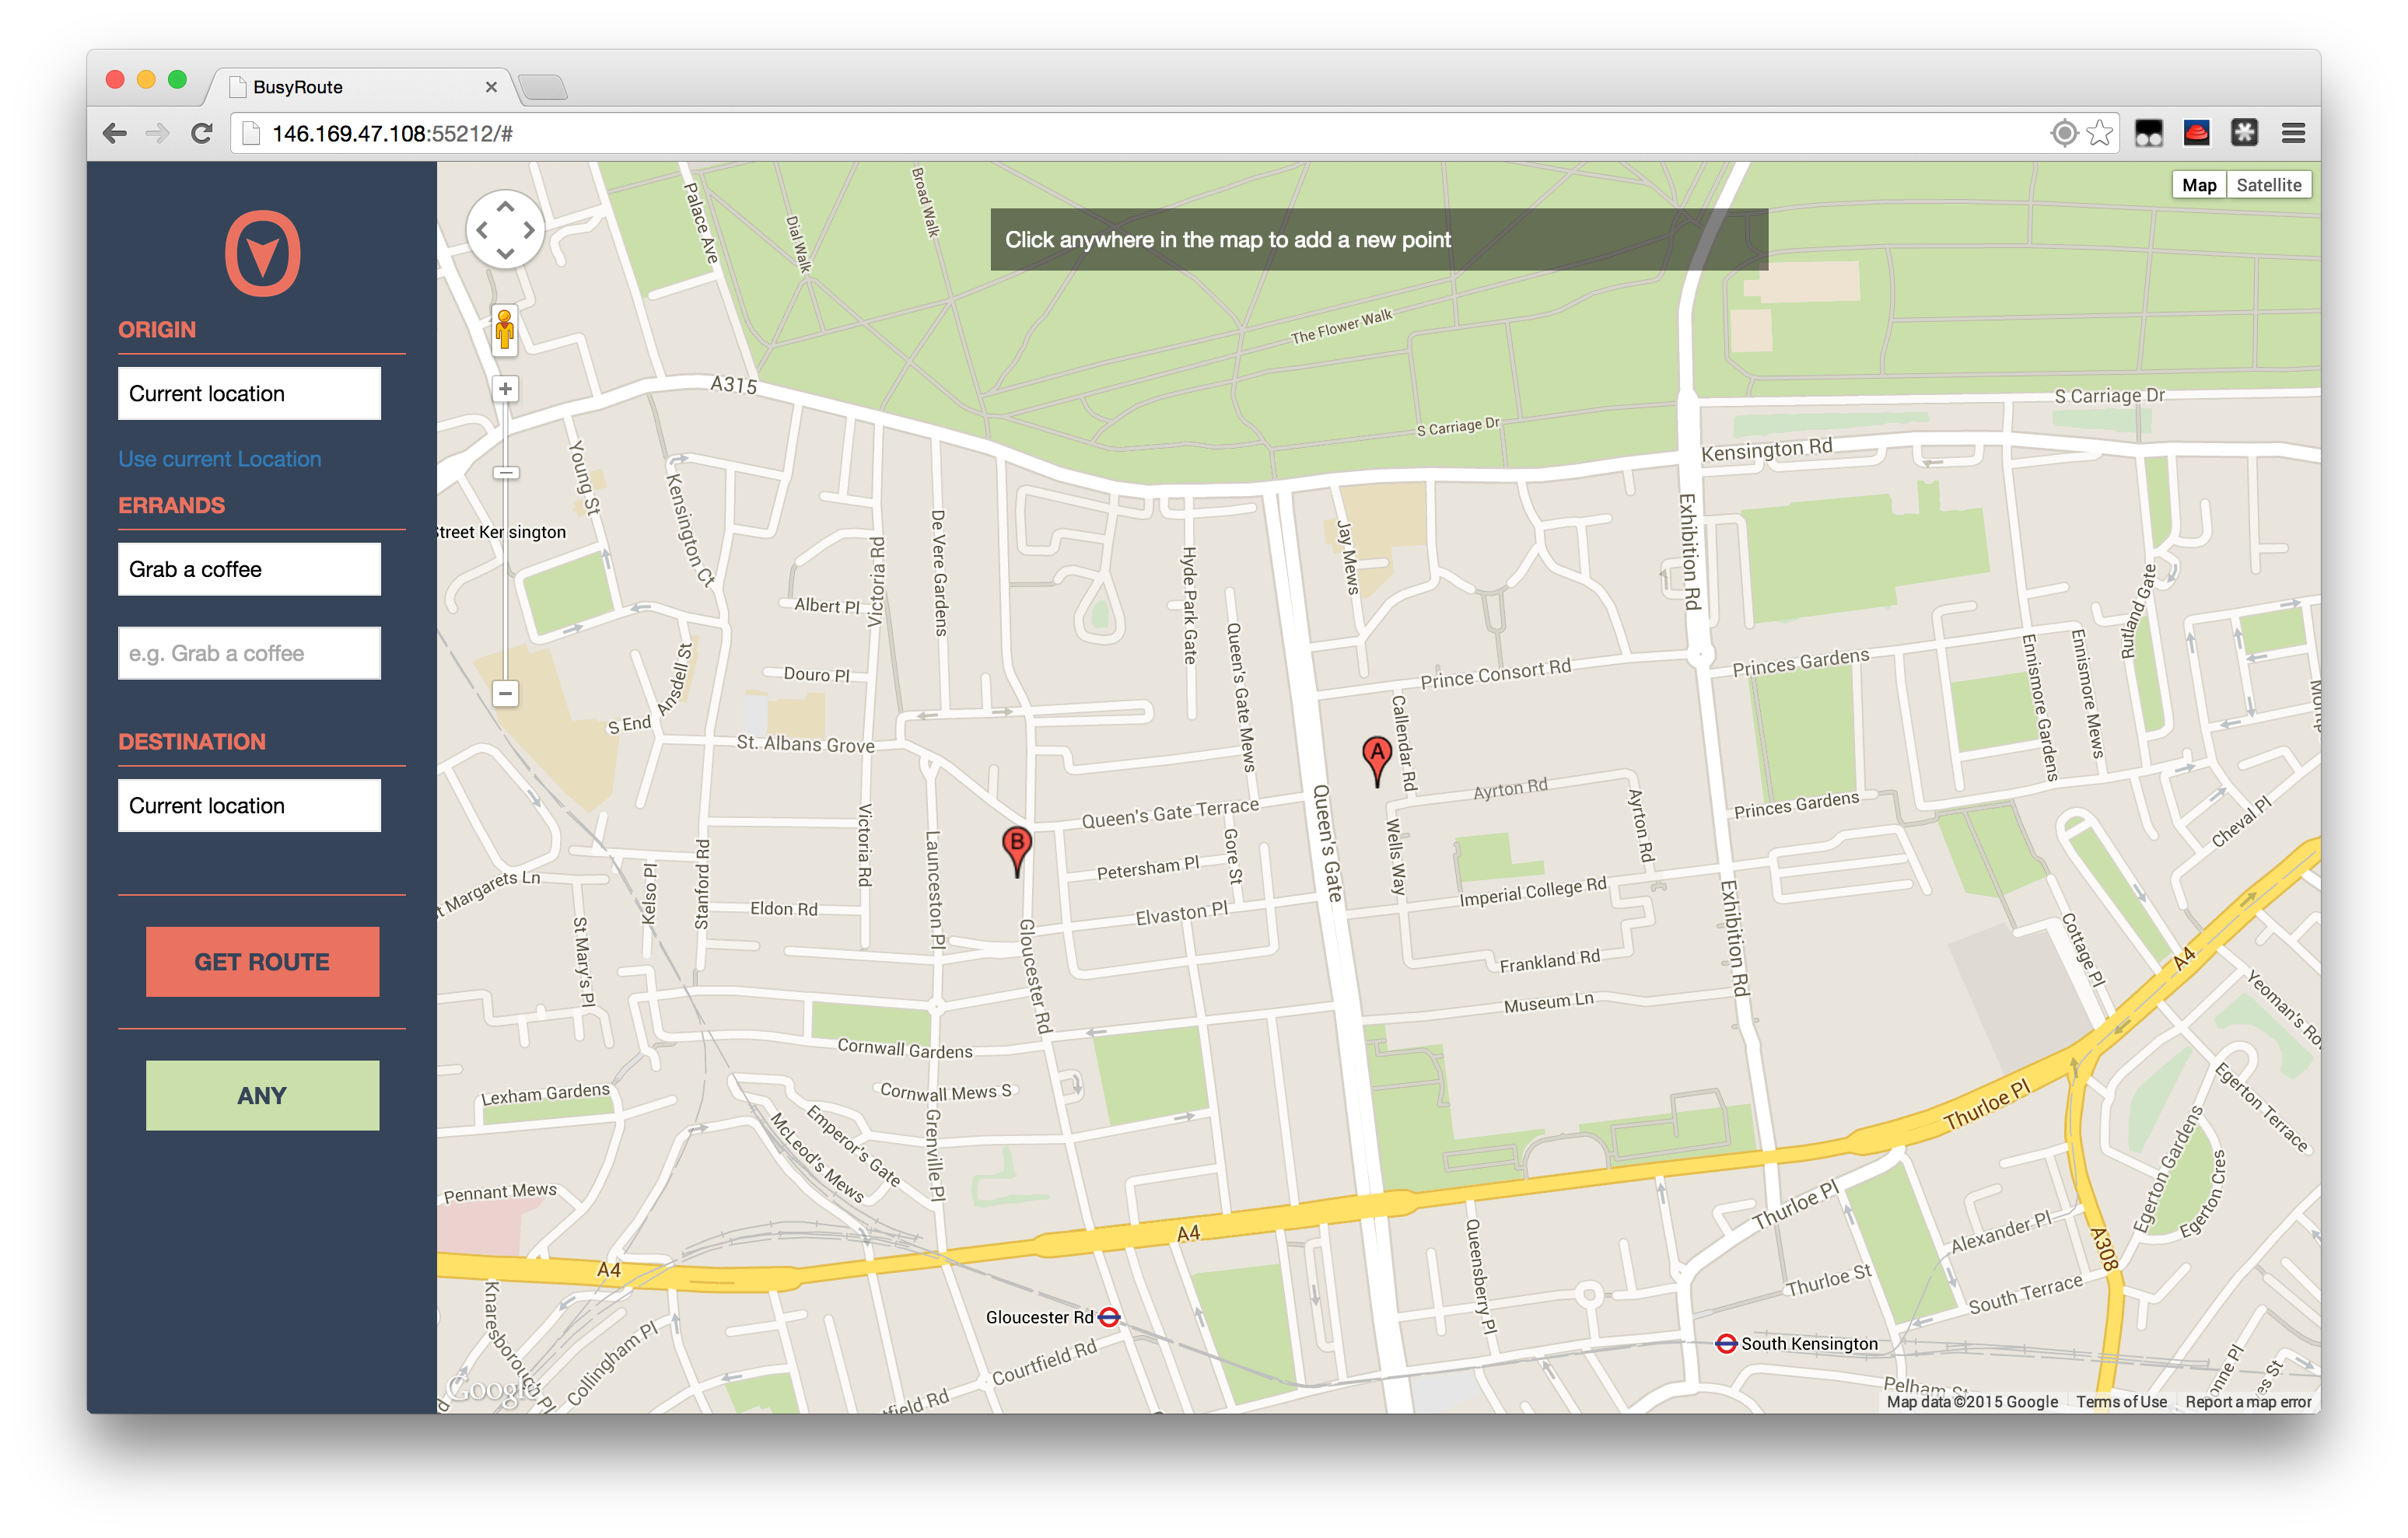 BusyRoute
146.169.47.108:55212/#
ORIGIN
Current location
Use current Location
ERRANDS
Grab a coffee
e.g. Grab a coffee
DESTINATION
Current location
GET ROUTE
ANY
Click anywhere in the map to add a new point
Map
Satellite
Palace Ave
Dial Walk
Broad Walk
The Flower Walk
A315
S Carriage Dr
S Carriage Dr
Kensington Rd
Young St
Kensington Ct
Street Kensington
De Vere Gardens
Victoria Rd
Hyde Park Gate
Jay Mews
Exhibition Rd
Albert Pl
Queen's Gate Mews
Rutland Gate
Ennismore Gardens
Ennismore Mews
Ansdell St
Douro Pl
Prince Consort Rd
Princes Gardens
S End
St. Albans Grove
Callendar Rd
A
Ayrton Rd
Ayrton Rd
Princes Gardens
Queen's Gate Terrace
Queen's Gate
B
Cheval Pl
Victoria Rd
Launceston Pl
Gore St
Wells Way
Petersham Pl
Stanford Rd
Kelso Pl
t Margarets Ln
Imperial College Rd
Exhibition Rd
Eldon Rd
Elvaston Pl
St Mary's Pl
Gloucester Rd
Cottage Pl
Frankland Rd
A4
Museum Ln
Yeoman's Ro
Cornwall Gardens
Lexham Gardens
Cornwall Mews S
Thurloe Pl
Egerton Terrace
Egerton Gardens
Egerton Cres
Emperor's Gate
McLeod's Mews
Grenville Pl
Pennant Mews
Thurloe Pl
Alexander Pl
A308
A4
A4
Queensberry Pl
Thurloe St
South Terrace
Knaresborough Pl
Collingham Pl
Gloucester Rd
Courtfield Rd
South Kensington
Pelham St
tfield Rd
onne Pl
es St
Google
Map data ©2015 Google
Terms of Use
Report a map error